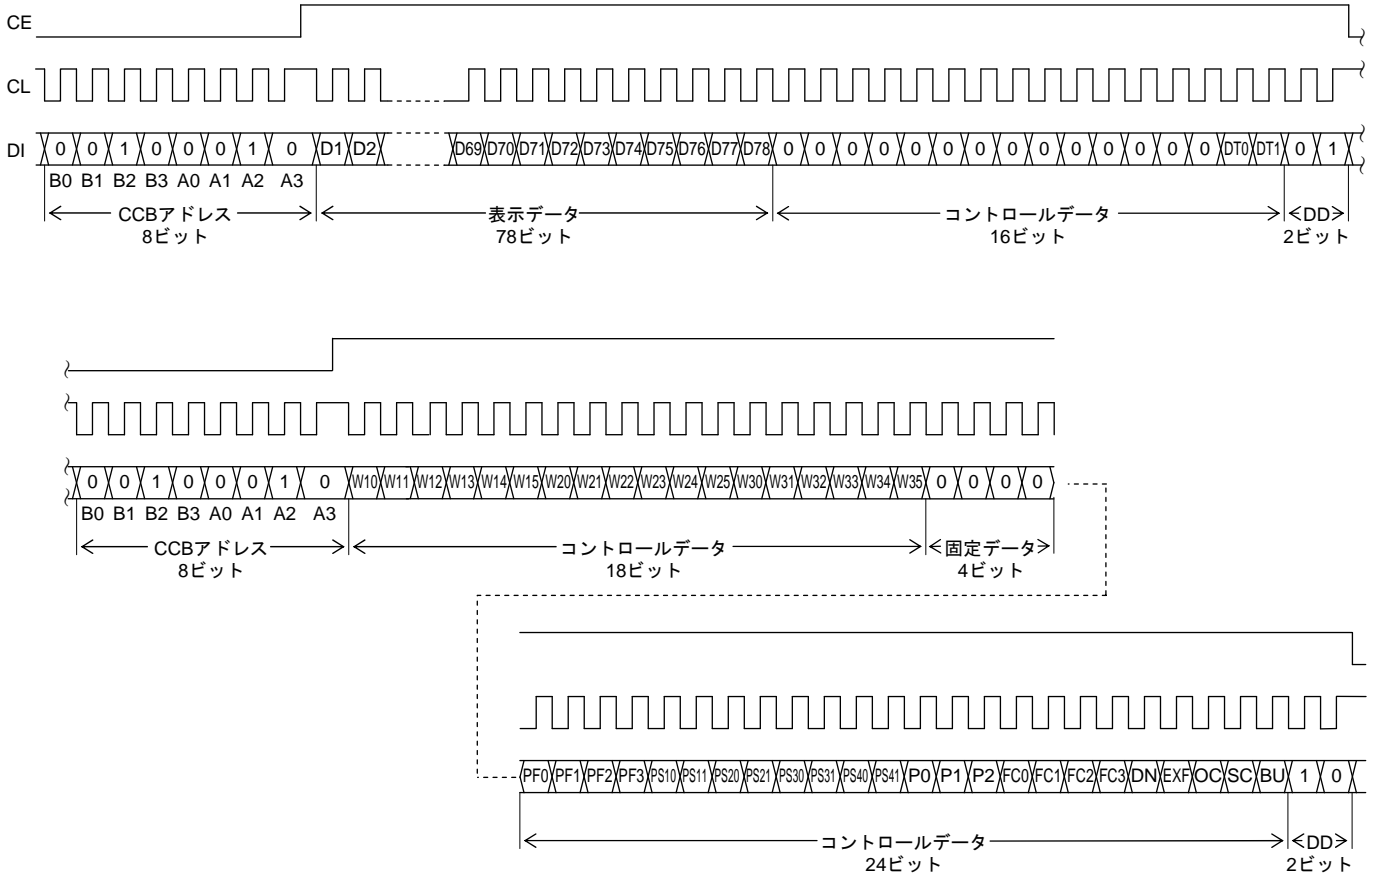 CE
CL
DI 0 0 1 0 0 0 1 0 D1 D2 D69 D70 D71 D72 D73 D74 D75 D76 D77 D78 0 0 0 0 0 0 0 0 0 0 0 0 0 0 DT0 DT1 0 1
B0 B1 B2 B3 A0 A1 A2 A3
CCBアドレス 表示データ コントロールデータ DD
8ビット 78ビット 16ビット 2ビット
0 0 1 0 0 0 1 0 W10 W11 W12 W13 W14 W15 W20 W21 W22 W23 W24 W25 W30 W31 W32 W33 W34 W35 0 0 0 0
B0 B1 B2 B3 A0 A1 A2 A3
CCBアドレス コントロールデータ 固定データ
8ビット 18ビット 4ビット
PF0 PF1 PF2 PF3 PS10 PS11 PS20 PS21 PS30 PS31 PS40 PS41 P0 P1 P2 FC0 FC1 FC2 FC3 DN EXF OC SC BU 1 0
コントロールデータ DD
24ビット 2ビット